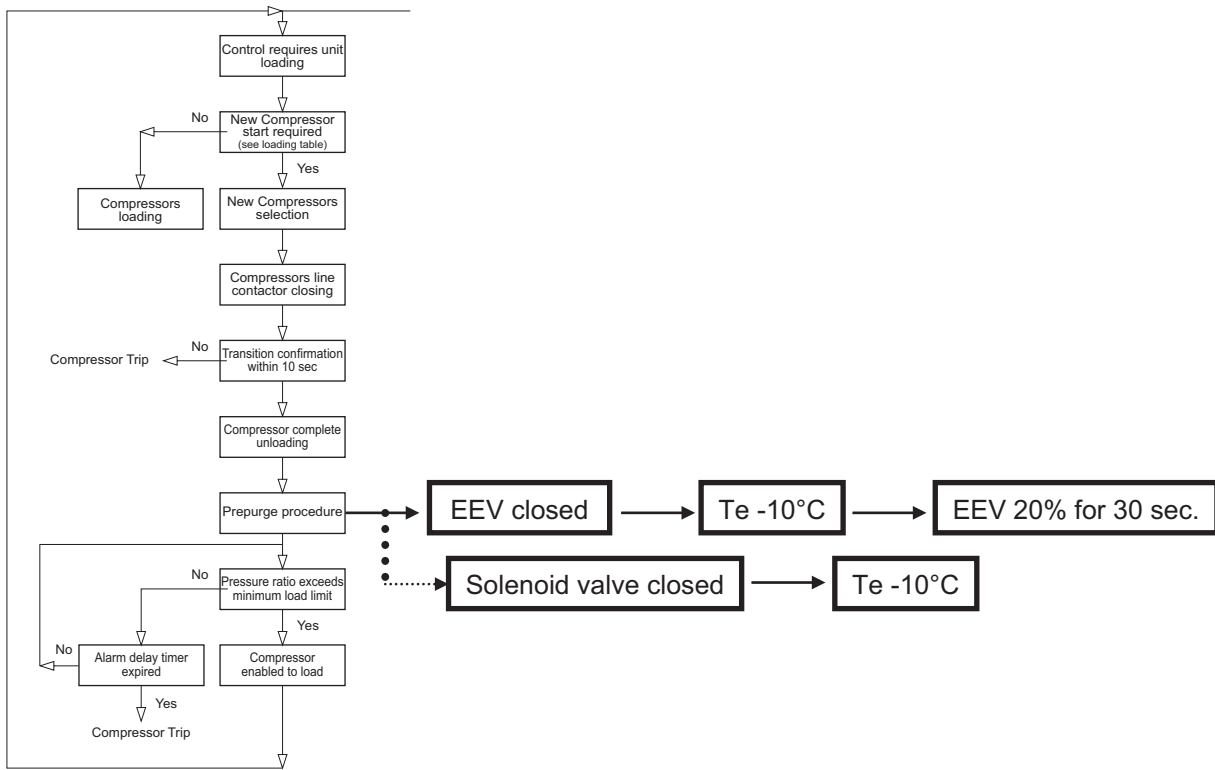 Control requires unit
loading
No
New Compressor
start required
(see loading table)
Yes
Compressors
loading
New Compressors
selection
Compressors line
contactor closing
Compressor Trip
No
Transition confirmation
within 10 sec
Compressor complete
unloading
Prepurge procedure
EEV closed
Te -10°C
EEV 20% for 30 sec.
Solenoid valve closed
Te -10°C
No
Pressure ratio exceeds
minimum load limit
Yes
No
Alarm delay timer
expired
Compressor
enabled to load
Yes
Compressor Trip